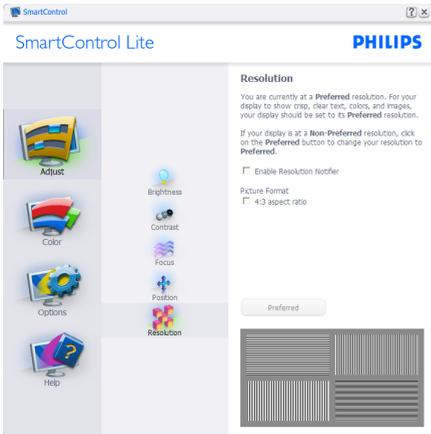 SmartControl
SmartControl Lite
PHILIPS
Adjust
Color
Options
Help
Brightness
Contrast
Focus
Position
Resolution
Resolution
You are currently at a Preferred resolution. For your
display to show crisp, clear text, colors, and images,
your display should be set to its Preferred resolution.
If your display is at a Non-Preferred resolution, click
on the Preferred button to change your resolution to
Preferred.
Enable Resolution Notifier
Picture Format
4:3 aspect ratio
Preferred